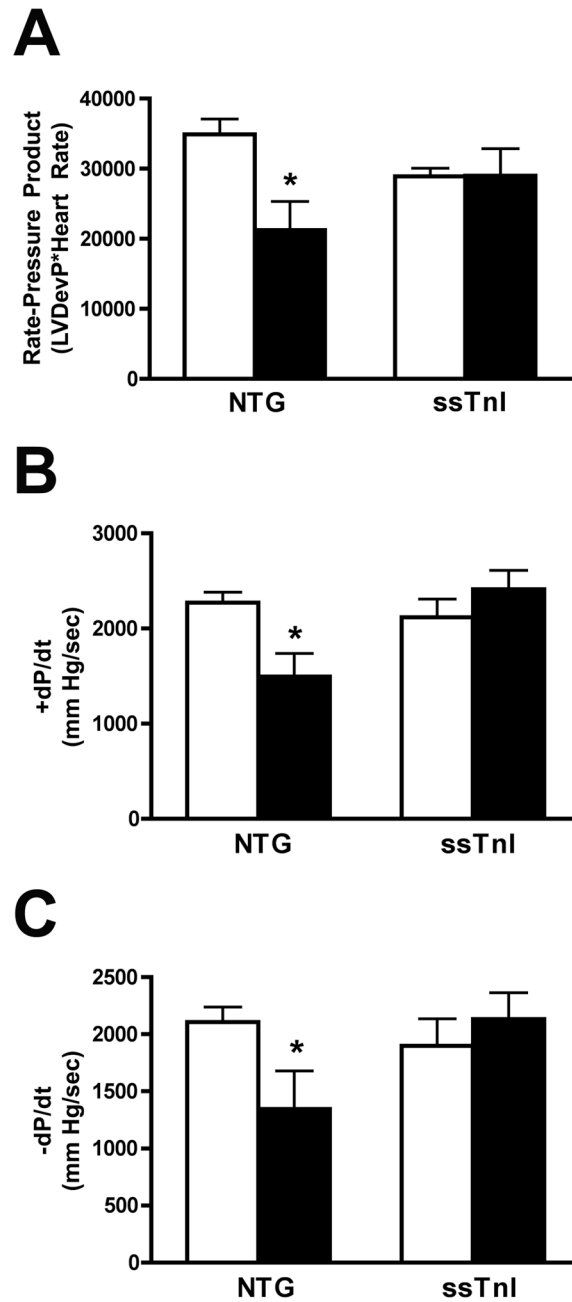 A
Rate-Pressure Product
(LVDevP*Heart Rate)
40000
30000
20000
10000
0
*
NTG
ssTnI
B
+dP/dt
(mm Hg/sec)
3000
2000
1000
0
*
NTG
ssTnI
C
-dP/dt
(mm Hg/sec)
2500
2000
1500
1000
500
0
*
NTG
ssTnI